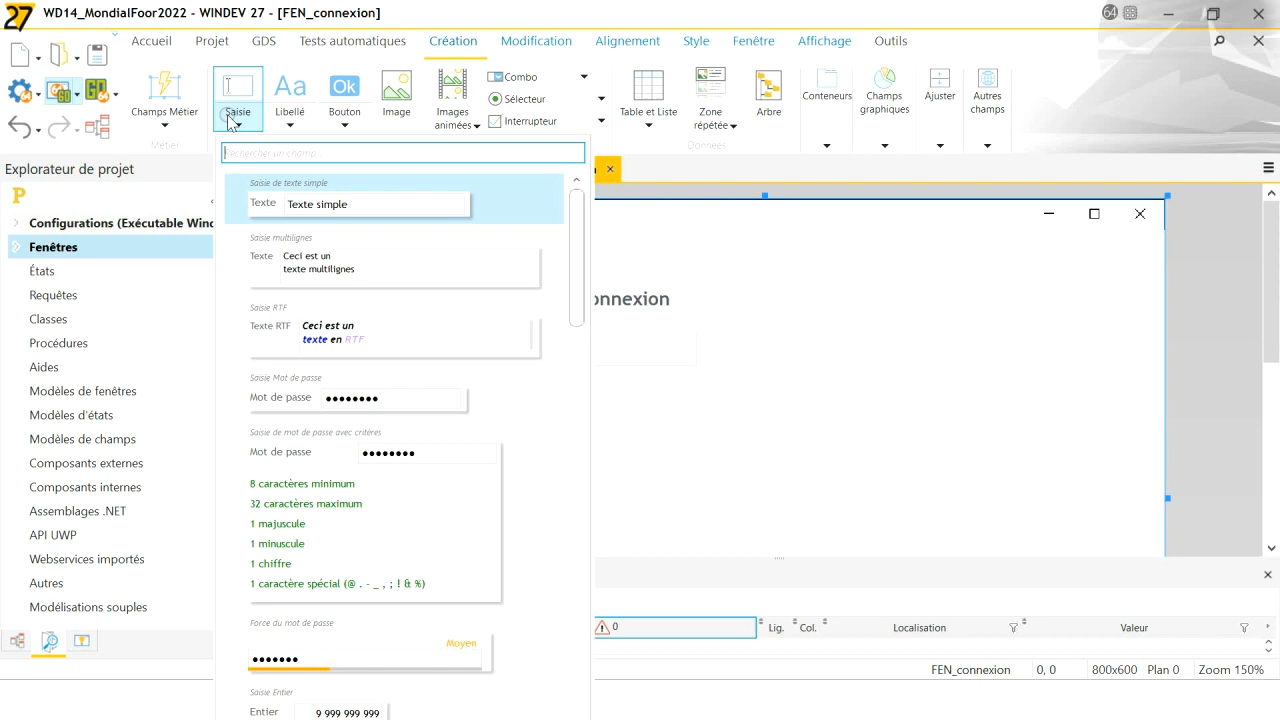 27 WD14_MondialFoor2022 - WINDEV 27 - [FEN_connexion]
64
Accueil Projet GDS Tests automatiques Création Modification Alignement Style Fenêtre Affichage Outils
GO GO
Champs Métier
Métier
Saisie
Aa
Libellé
Ok
Bouton
Image
Images
animées
Combo
Sélecteur
Interrupteur
Table et Liste
Zone
répétée
Arbre
Données
Conteneurs
Champs
graphiques
Ajuster
Autres
champs
Explorateur de projet
P
Configurations (Exécutable Wind
Fenêtres
États
Requêtes
Classes
Procédures
Aides
Modèles de fenêtres
Modèles d'états
Modèles de champs
Composants externes
Composants internes
Assemblages .NET
API UWP
Webservices importés
Autres
Modélisations souples
Rechercher un champ
Saisie de texte simple
Texte Texte simple
Saisie multilignes
Texte Ceci est un
texte multilignes
Saisie RTF
Texte RTF Ceci est un
texte en RTF
Saisie Mot de passe
Mot de passe ●●●●●●●●
Saisie de mot de passe avec critères
Mot de passe ●●●●●●●●
8 caractères minimum
32 caractères maximum
1 majuscule
1 minuscule
1 chiffre
1 caractère spécial (@ . - _ , ; ! & %)
Force du mot de passe
Moyen
●●●●●●●
Saisie Entier
Entier 9 999 999 999
onnexion
0 Lig. Col. Localisation Valeur
FEN_connexion 0, 0 800x600 Plan 0 Zoom 150%